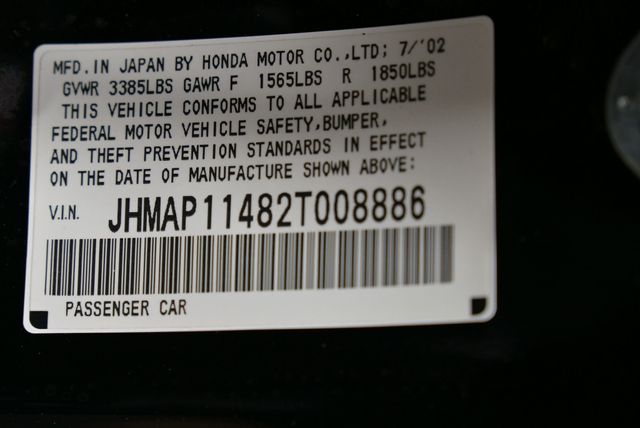 MFD. IN JAPAN BY HONDA MOTOR CO.,LTD; 7/'02
GVWR 3385LBS GAWR F 1565LBS R 1850LBS
THIS VEHICLE CONFORMS TO ALL APPLICABLE
FEDERAL MOTOR VEHICLE SAFETY,BUMPER,
AND THEFT PREVENTION STANDARDS IN EFFECT
ON THE DATE OF MANUFACTURE SHOWN ABOVE:
V.I.N. JHMAP11482T008886
PASSENGER CAR